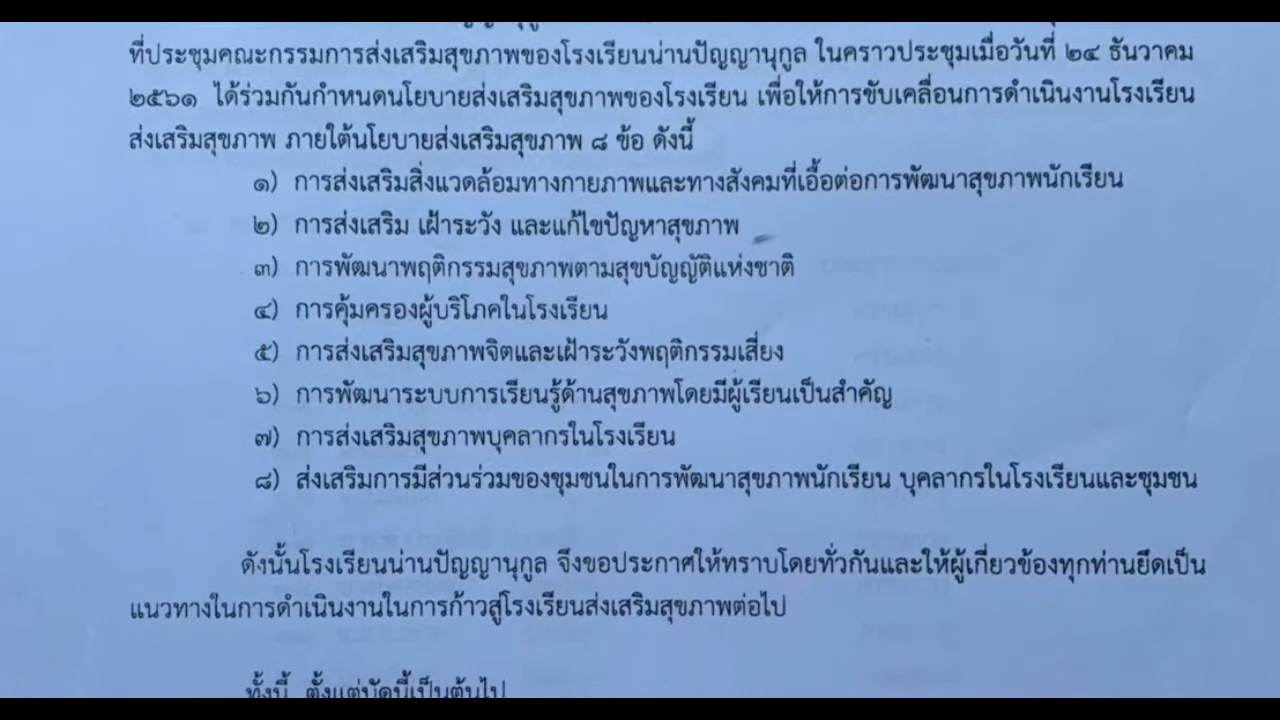 ที่ประชุมคณะกรรมการส่งเสริมสุขภาพของโรงเรียนน่านปัญญานุกูล ในคราวประชุมเมื่อวันที่ ๒๔ ธันวาคม
๒๕๖๑ ได้ร่วมกันกำหนดนโยบายส่งเสริมสุขภาพของโรงเรียน เพื่อให้การขับเคลื่อนการดำเนินงานโรงเรียน
ส่งเสริมสุขภาพ ภายใต้นโยบายส่งเสริมสุขภาพ ๘ ข้อ ดังนี้
๑) การส่งเสริมสิ่งแวดล้อมทางกายภาพและทางสังคมที่เอื้อต่อการพัฒนาสุขภาพนักเรียน
๒) การส่งเสริม เฝ้าระวัง และแก้ไขปัญหาสุขภาพ
๓) การพัฒนาพฤติกรรมสุขภาพตามสุขบัญญัติแห่งชาติ
๔) การคุ้มครองผู้บริโภคในโรงเรียน
๕) การส่งเสริมสุขภาพจิตและเฝ้าระวังพฤติกรรมเสี่ยง
๖) การพัฒนาระบบการเรียนรู้ด้านสุขภาพโดยมีผู้เรียนเป็นสำคัญ
๗) การส่งเสริมสุขภาพบุคลากรในโรงเรียน
๘) ส่งเสริมการมีส่วนร่วมของชุมชนในการพัฒนาสุขภาพนักเรียน บุคลากรในโรงเรียนและชุมชน
ดังนั้นโรงเรียนน่านปัญญานุกูล จึงขอประกาศให้ทราบโดยทั่วกันและให้ผู้เกี่ยวข้องทุกท่านยึดเป็น
แนวทางในการดำเนินงานในการก้าวสู่โรงเรียนส่งเสริมสุขภาพต่อไป
ทั้งนี้ ตั้งแต่บัดนี้เป็นต้นไป